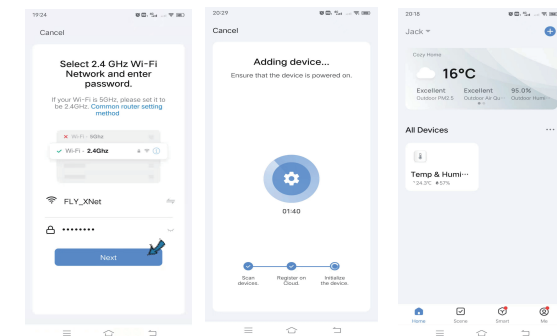 19:24
Cancel
Select 2.4 GHz Wi-Fi
Network and enter
password.
If your Wi-Fi is 5GHz, please set it to
be 2.4GHz. Common router setting
method
Wi-Fi - 5Ghz
Wi-Fi - 2.4Ghz
FLY_XNet
••••••••
Next
20:29
Cancel
Adding device...
Ensure that the device is powered on.
01:40
Scan
devices.
Register on
Cloud.
Initialize
the device.
20:18
Jack
Cozy Home
16°C
Excellent
Outdoor PM2.5
Excellent
Outdoor Air Qu···
95.0%
Outdoor Humi···
All Devices
Temp & Humi···
24.3°C 57%
Home
Scene
Smart
Me